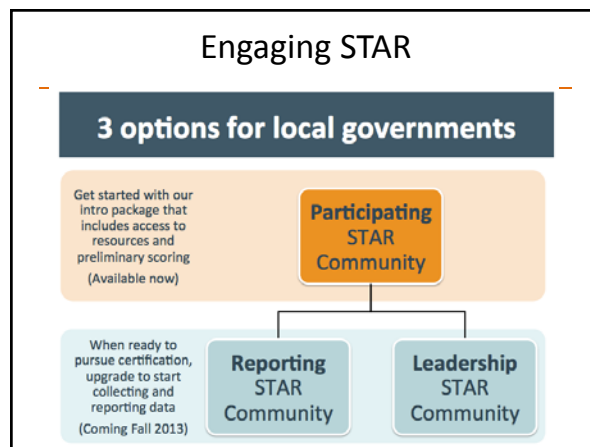 Engaging STAR
3 options for local governments
Get started with our
intro package that
includes access to
resources and
preliminary scoring
(Available now)
Participating
STAR
Community
When ready to
pursue certification,
upgrade to start
collecting and
reporting data
(Coming Fall 2013)
Reporting
STAR
Community
Leadership
STAR
Community